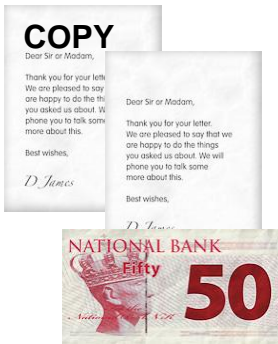 COPY
Dear Sir or Madam,
Thank you for your
We are pleased to say
are happy to do the
you asked us about. W
phone you to talk some
more about this.
Best wishes,
D James
Dear Sir or Madam,
Thank you for your letter.
We are pleased to say that we
are happy to do the things
you asked us about. We will
phone you to talk some
more about this.
Best wishes,
D James
NATIONAL BANK
Fifty
50